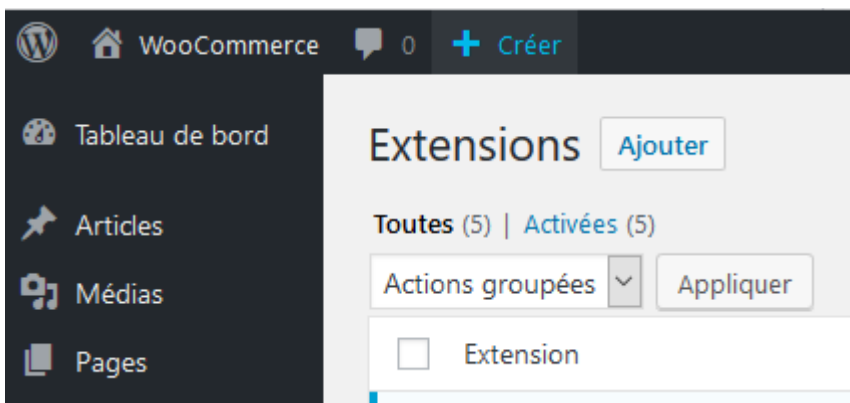 WooCommerce 0 + Créer
Tableau de bord
Extensions Ajouter
Articles
Toutes (5) | Activées (5)
Médias
Actions groupées Appliquer
Pages
Extension